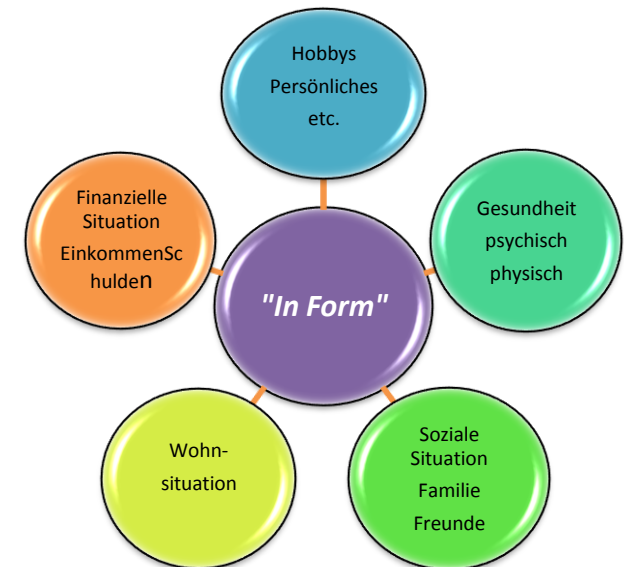 Hobbys
Persönliches
etc.
Finanzielle
Situation
EinkommenSc
hulden
Gesundheit
psychisch
physisch
"In Form"
Wohn-
situation
Soziale
Situation
Familie
Freunde